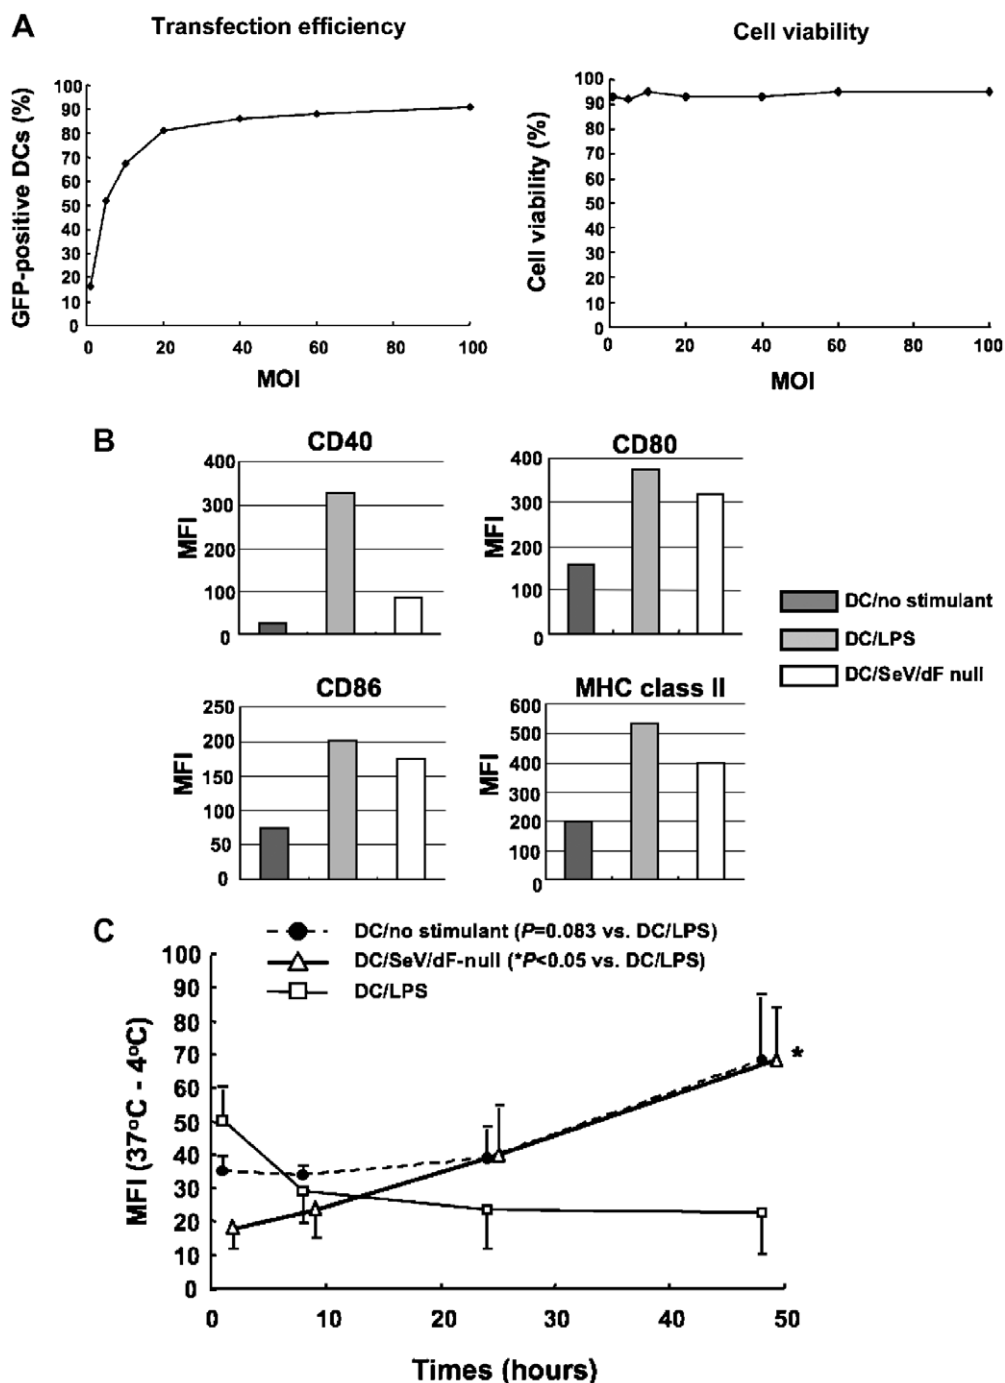 A
Transfection efficiency
Cell viability
GFP-positive DCs (%)
100
90
80
70
60
50
40
30
20
10
0
0 20 40 60 80 100
MOI
Cell viability (%)
100
90
80
70
60
50
40
30
20
10
0
0 20 40 60 80 100
MOI
B
CD40
MFI
400
300
200
100
0
CD80
MFI
400
300
200
100
0
CD86
MFI
250
200
150
100
50
0
MHC class II
MFI
600
500
400
300
200
100
0
DC/no stimulant
DC/LPS
DC/SeV/dF null
C
DC/no stimulant (P=0.083 vs. DC/LPS)
DC/SeV/dF-null (*P<0.05 vs. DC/LPS)
DC/LPS
MFI (37°C - 4°C)
100
90
80
70
60
50
40
30
20
10
0
*
0 10 20 30 40 50
Times (hours)